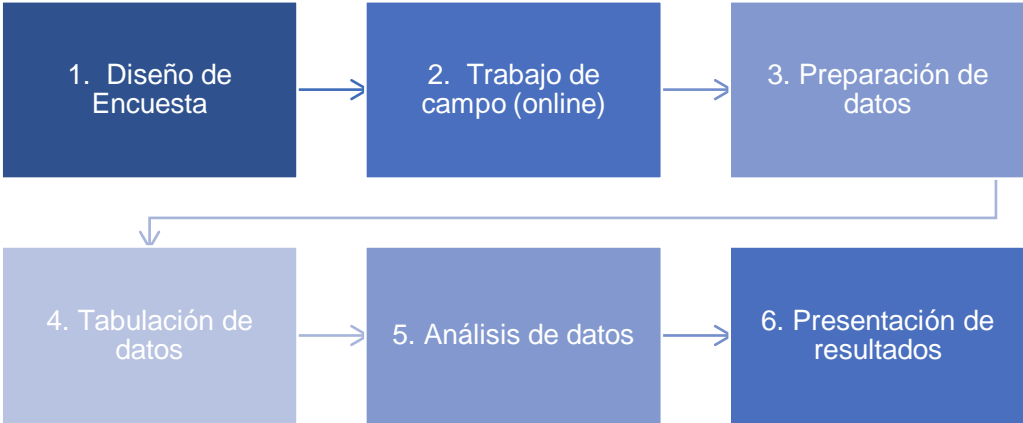 1. Diseño de
Encuesta
2. Trabajo de
campo (online)
3. Preparación de
datos
4. Tabulación de
datos
5. Análisis de datos
6. Presentación de
resultados